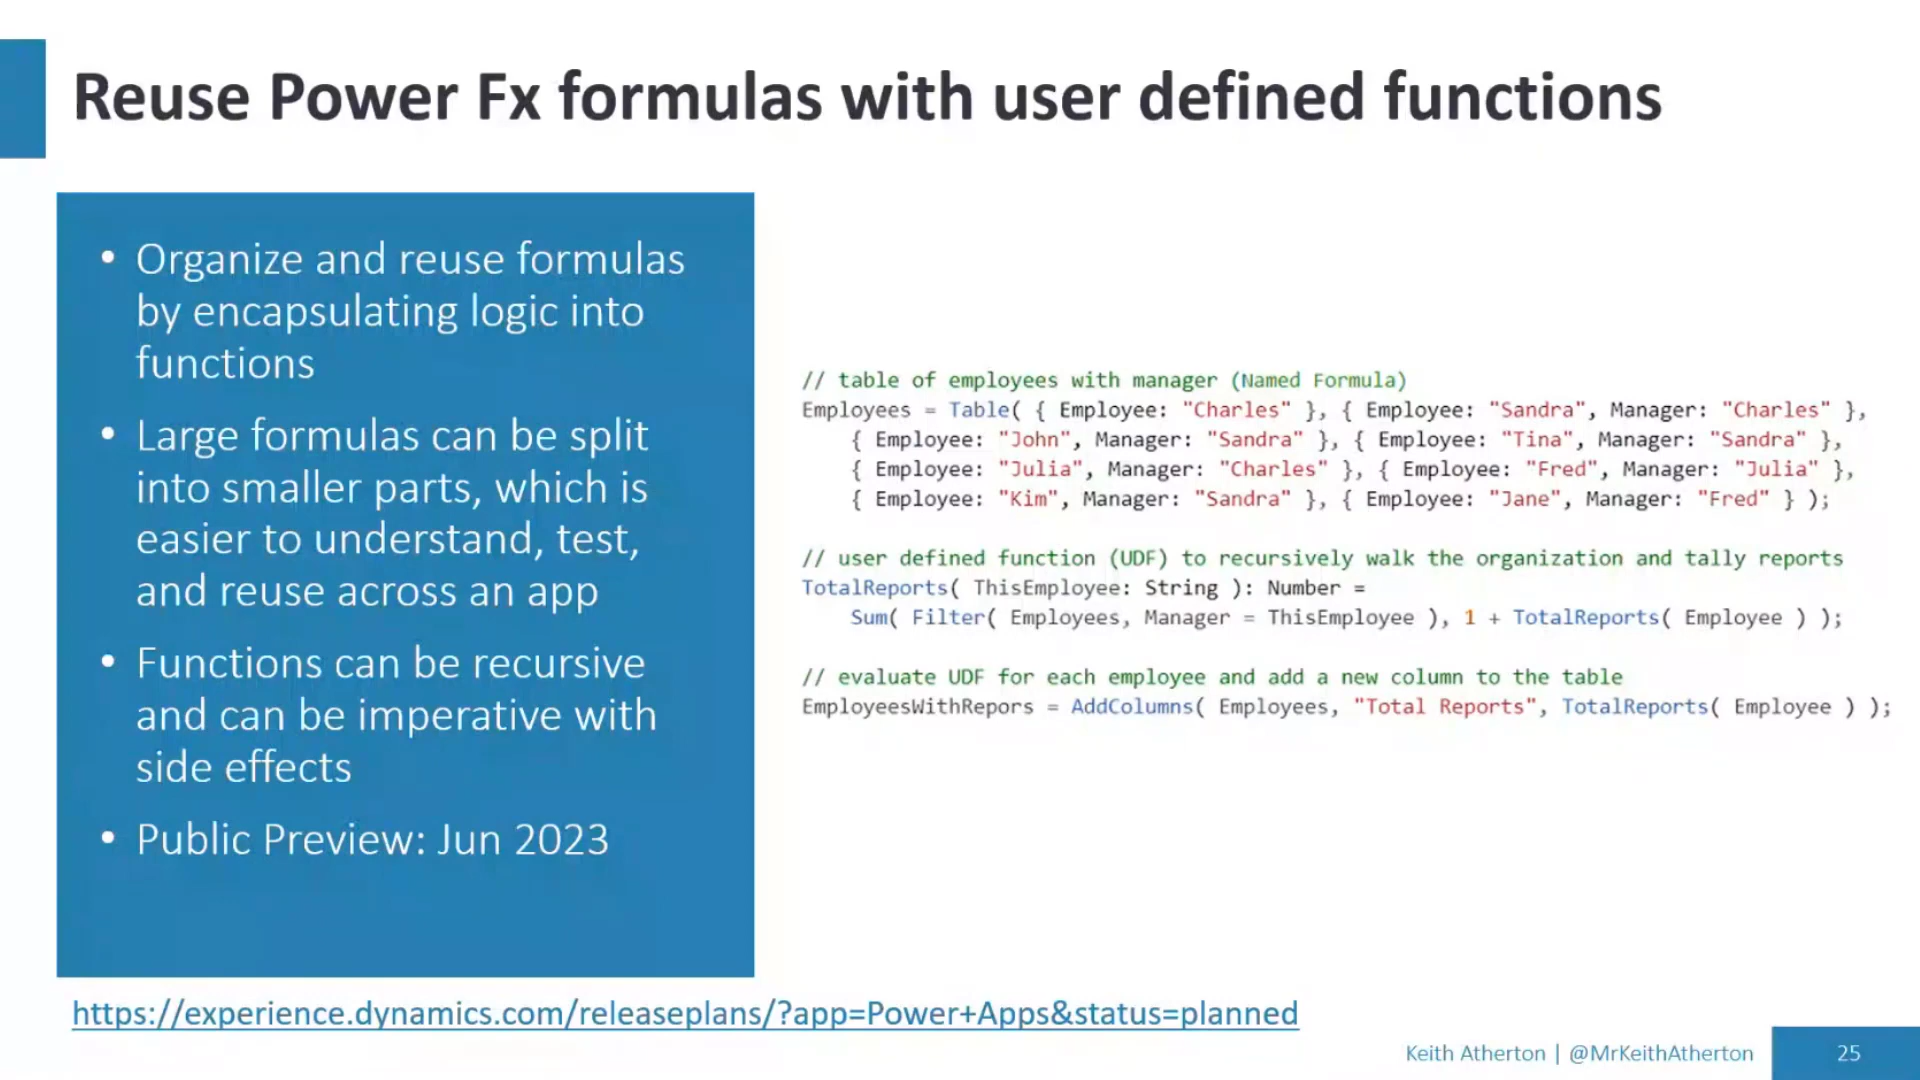 Reuse Power Fx formulas with user defined functions
• Organize and reuse formulas
by encapsulating logic into
functions
• Large formulas can be split
into smaller parts, which is
easier to understand, test,
and reuse across an app
• Functions can be recursive
and can be imperative with
side effects
• Public Preview: Jun 2023
// table of employees with manager (Named Formula)
Employees = Table( { Employee: "Charles" }, { Employee: "Sandra", Manager: "Charles" },
{ Employee: "John", Manager: "Sandra" }, { Employee: "Tina", Manager: "Sandra" },
{ Employee: "Julia", Manager: "Charles" }, { Employee: "Fred", Manager: "Julia" },
{ Employee: "Kim", Manager: "Sandra" }, { Employee: "Jane", Manager: "Fred" } );
// user defined function (UDF) to recursively walk the organization and tally reports
TotalReports( ThisEmployee: String ): Number =
Sum( Filter( Employees, Manager = ThisEmployee ), 1 + TotalReports( Employee ) );
// evaluate UDF for each employee and add a new column to the table
EmployeesWithRepors = AddColumns( Employees, "Total Reports", TotalReports( Employee ) );
https://experience.dynamics.com/releaseplans/?app=Power+Apps&status=planned
Keith Atherton | @MrKeithAtherton
25